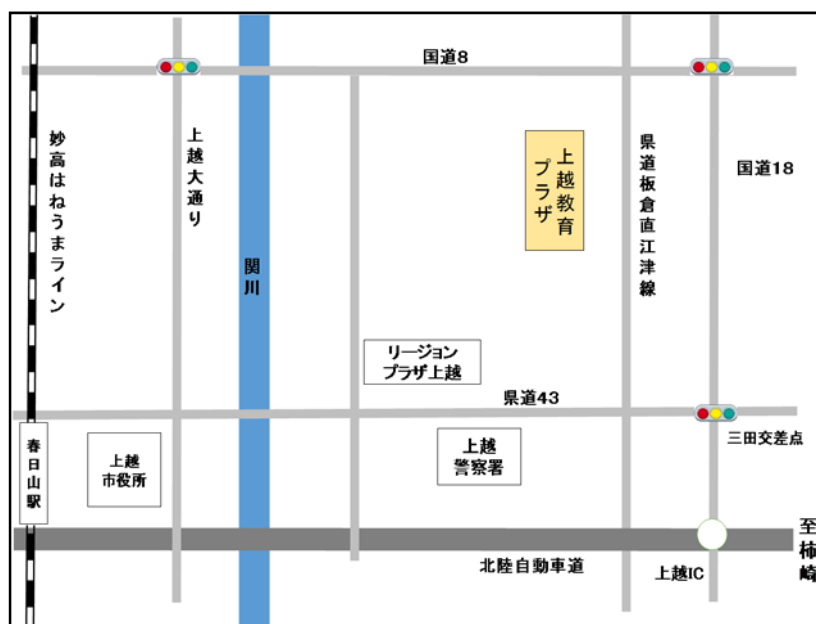 国道8
妙高はねうまライン
上越大通り
関川
上越教育
プラザ
県道板倉直江津線
国道18
リージョン
プラザ上越
県道43
三田交差点
春日山駅
上越
市役所
上越
警察署
北陸自動車道
上越IC
至柿崎